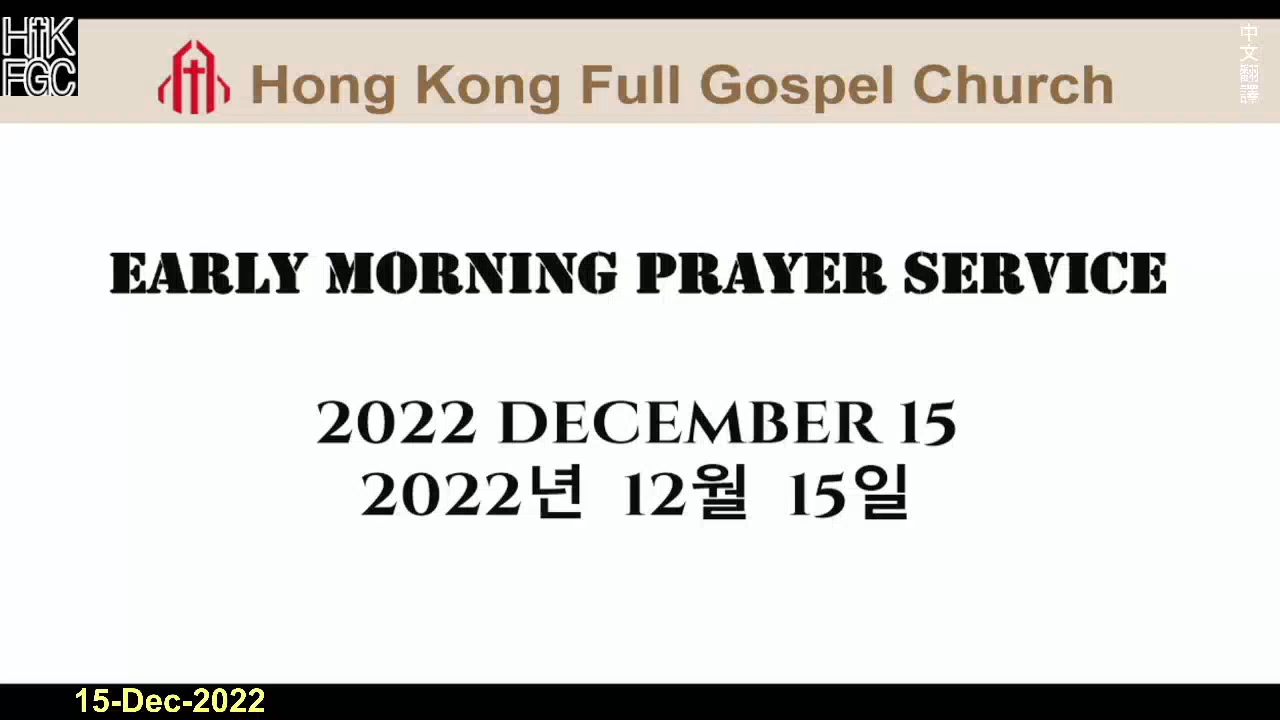 HK
FGC
Hong Kong Full Gospel Church
中文翻譯
EARLY MORNING PRAYER SERVICE
2022 DECEMBER 15
2022년 12월 15일
15-Dec-2022